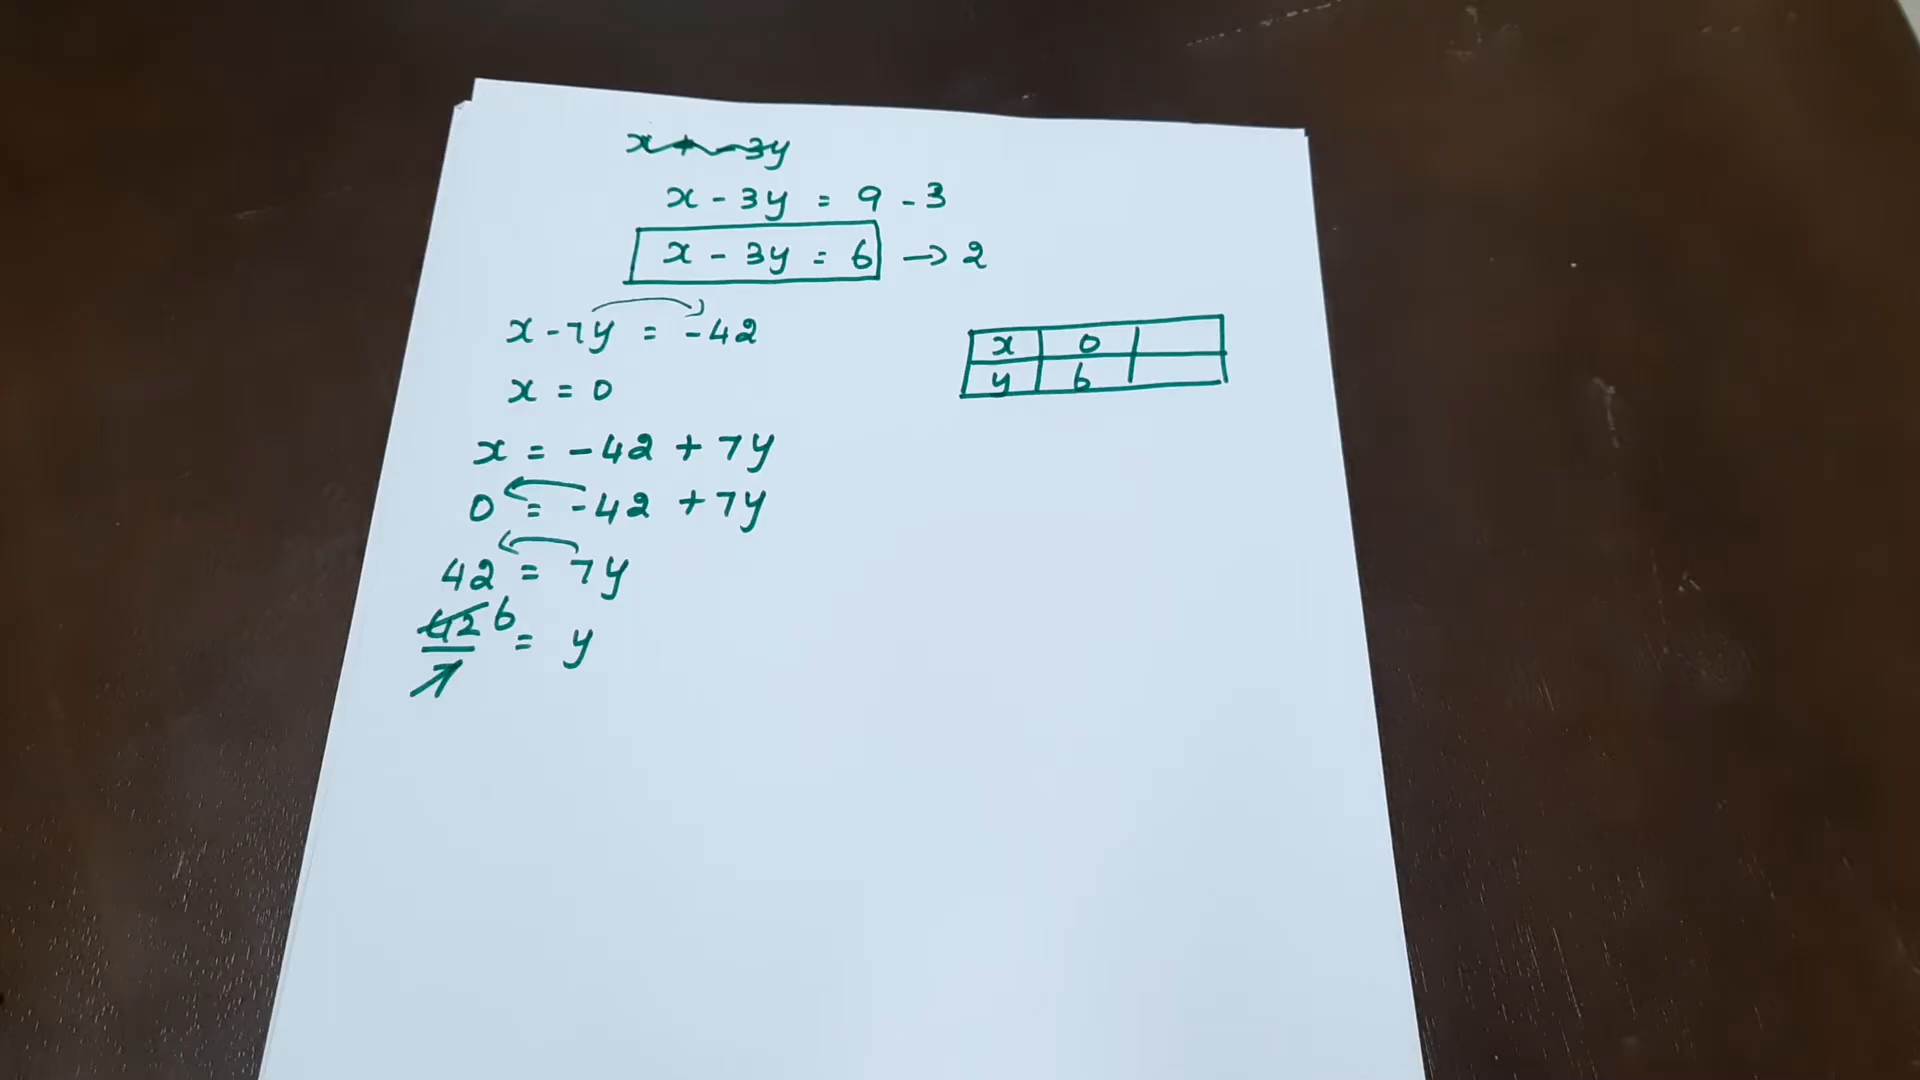 x + - 3y
x - 3y = 9 - 3
x - 3y = 6 → 2
x - 7y = -42
x = 0
x = -42 + 7y
0 = -42 + 7y
42 = 7y
42/7 6 = y
x 0
y 6